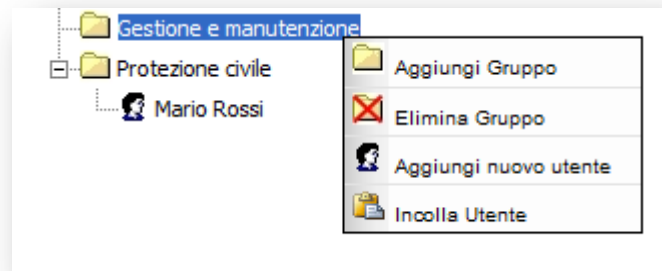 Gestione e manutenzione
Protezione civile
Mario Rossi
Aggiungi Gruppo
Elimina Gruppo
Aggiungi nuovo utente
Incolla Utente